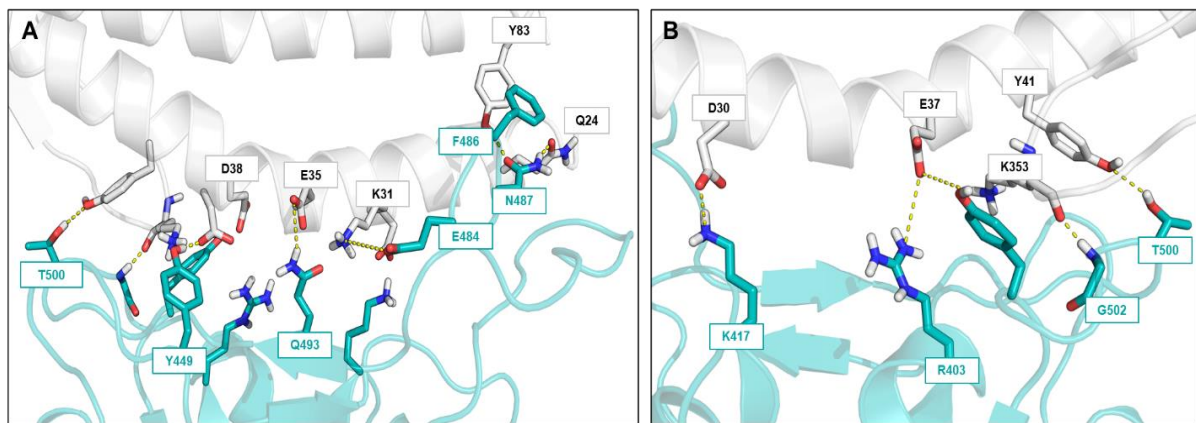 A
Y83
Q24
F486
D38
E35
K31
N487
E484
T500
Y449
Q493
B
Y41
D30
E37
K353
T500
G502
K417
R403